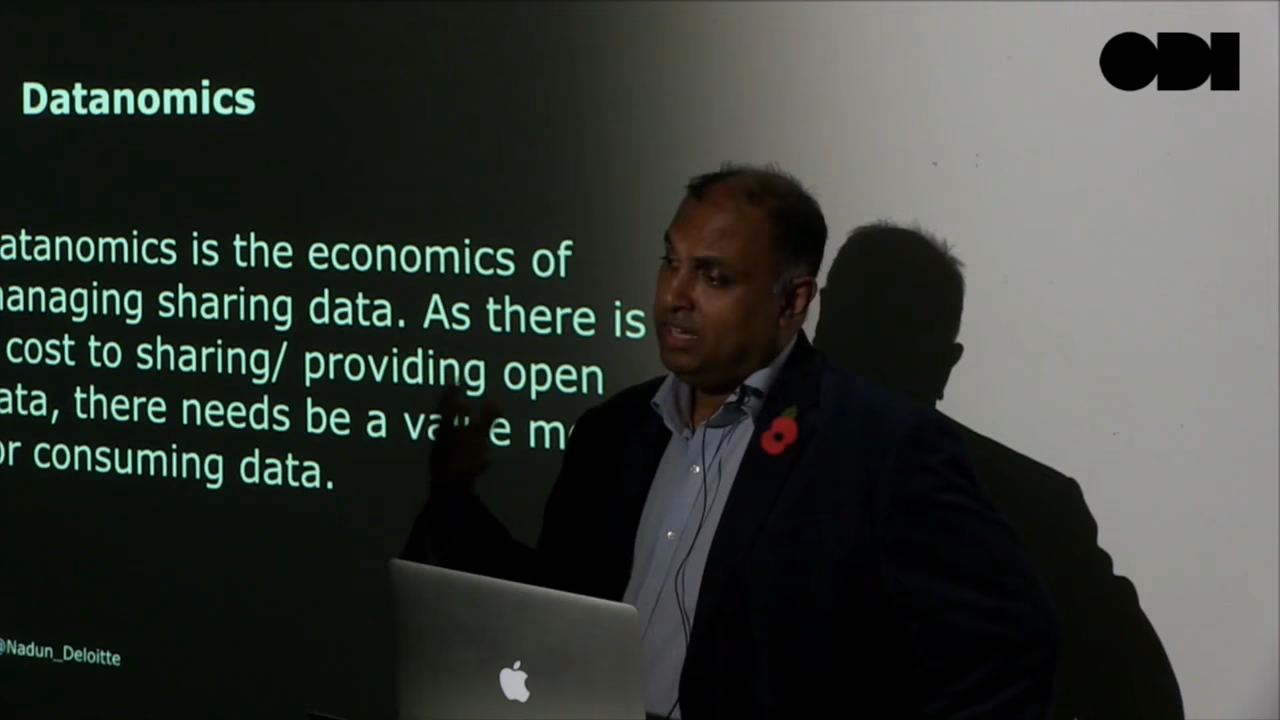 ODI
Datanomics
atanomics is the economics of
anaging sharing data. As there is
cost to sharing/ providing open
ata, there needs be a
or consuming data.
@Nadun_Deloitte